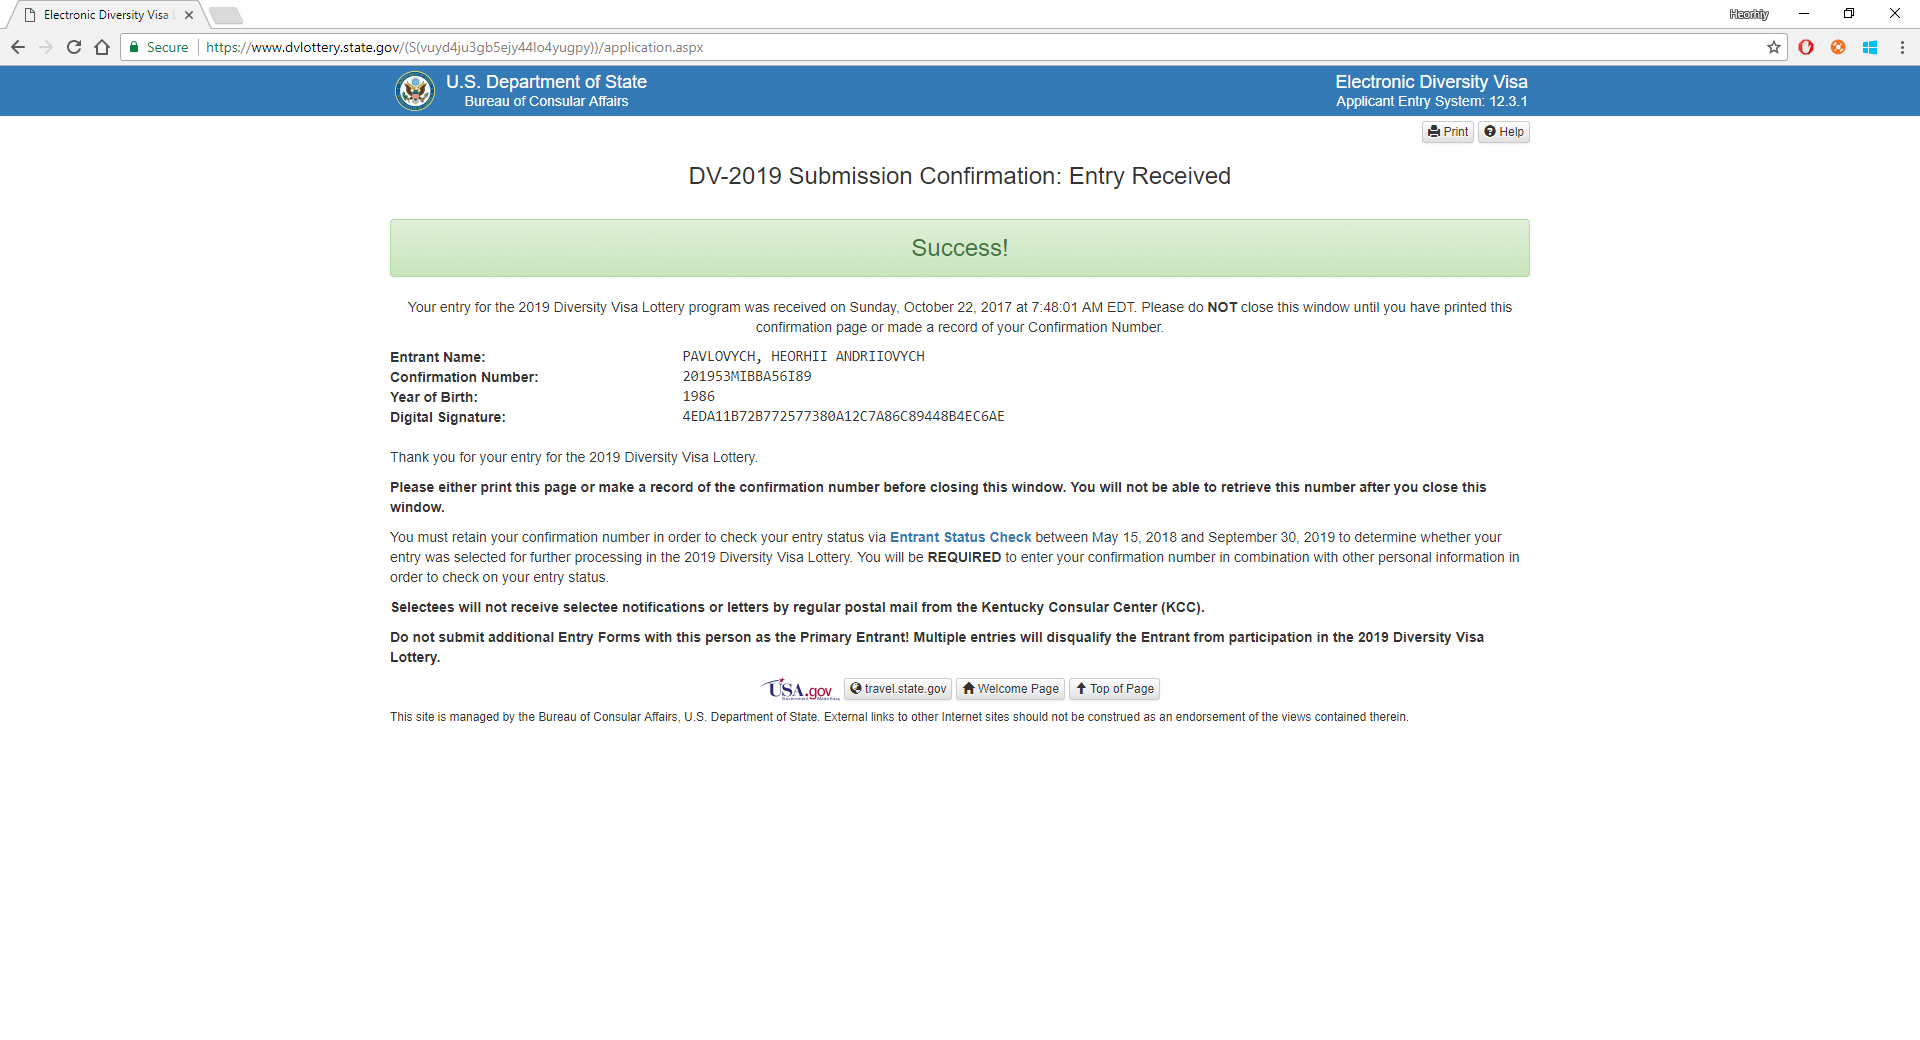 Electronic Diversity Visa
Heorhiy
Secure
https://www.dvlottery.state.gov/(S(vuyd4ju3gb5ejy44lo4yugpy))/application.aspx
U.S. Department of State
Bureau of Consular Affairs
Electronic Diversity Visa
Applicant Entry System: 12.3.1
Print
Help
DV-2019 Submission Confirmation: Entry Received
Success!
Your entry for the 2019 Diversity Visa Lottery program was received on Sunday, October 22, 2017 at 7:48:01 AM EDT. Please do NOT close this window until you have printed this
confirmation page or made a record of your Confirmation Number.
Entrant Name: PAVLOVYCH, HEORHII ANDRIIOVYCH
Confirmation Number: 201953MIBBA56I89
Year of Birth: 1986
Digital Signature: 4EDA11B72B772577380A12C7A86C89448B4EC6AE
Thank you for your entry for the 2019 Diversity Visa Lottery.
Please either print this page or make a record of the confirmation number before closing this window. You will not be able to retrieve this number after you close this
window.
You must retain your confirmation number in order to check your entry status via Entrant Status Check between May 15, 2018 and September 30, 2019 to determine whether your
entry was selected for further processing in the 2019 Diversity Visa Lottery. You will be REQUIRED to enter your confirmation number in combination with other personal information in
order to check on your entry status.
Selectees will not receive selectee notifications or letters by regular postal mail from the Kentucky Consular Center (KCC).
Do not submit additional Entry Forms with this person as the Primary Entrant! Multiple entries will disqualify the Entrant from participation in the 2019 Diversity Visa
Lottery.
USA.gov
travel.state.gov
Welcome Page
Top of Page
This site is managed by the Bureau of Consular Affairs, U.S. Department of State. External links to other Internet sites should not be construed as an endorsement of the views contained therein.